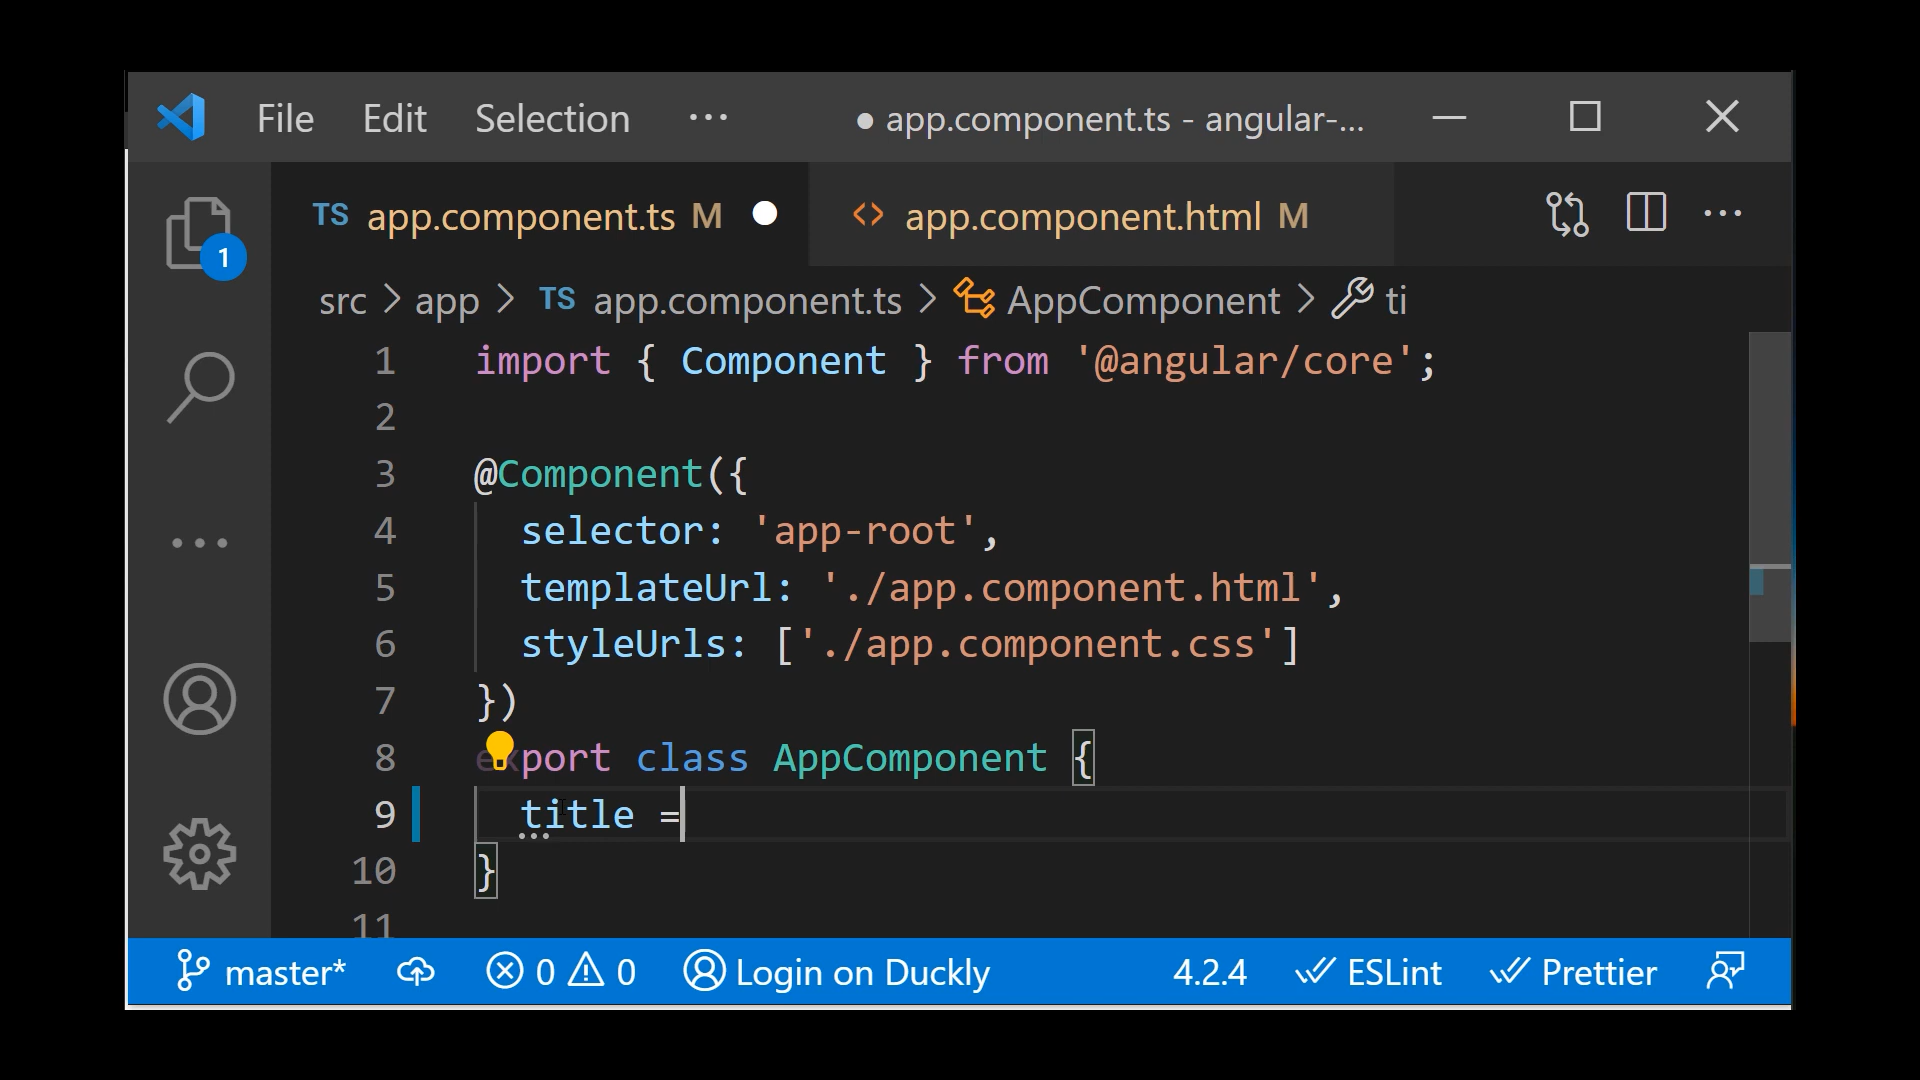 File Edit Selection ··· ● app.component.ts - angular-...
TS app.component.ts M ● <> app.component.html M ···
1
src > app > TS app.component.ts > AppComponent > ti
1 import { Component } from '@angular/core';
2
3 @Component({
4 selector: 'app-root',
5 templateUrl: './app.component.html',
6 styleUrls: ['./app.component.css']
7 })
8 export class AppComponent {
9 title =
10 }
11
master* 0 0 Login on Duckly 4.2.4 ESLint Prettier